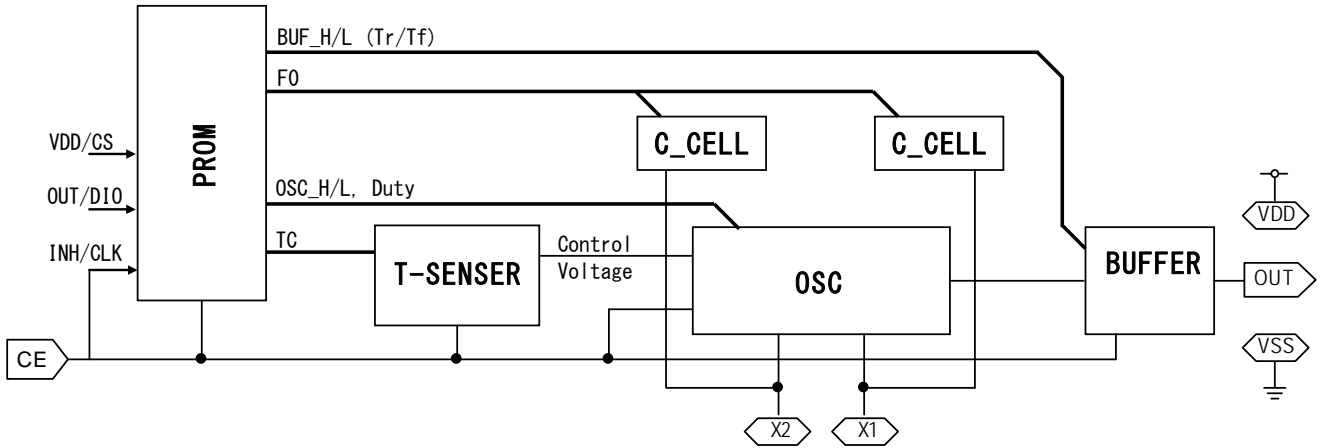 BUF_H/L (Tr/Tf)
F0
VDD/CS
PROM
C_CELL
C_CELL
OUT/DIO
OSC_H/L, Duty
VDD
INH/CLK
TC
T-SENSER
Control
Voltage
OSC
BUFFER
OUT
CE
VSS
X2
X1